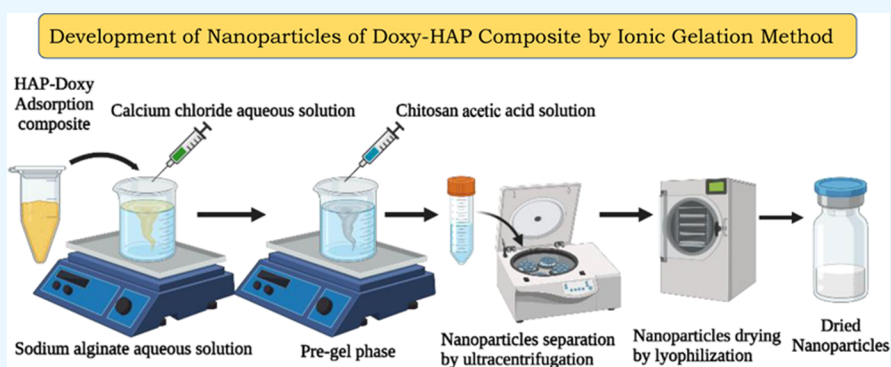 Development of Nanoparticles of Doxy-HAP Composite by Ionic Gelation Method
HAP-Doxy
Adsorption
composite
Calcium chloride aqueous solution
Chitosan acetic acid solution
Sodium alginate aqueous solution
Pre-gel phase
Nanoparticles separation
by ultracentrifugation
Nanoparticles drying
by lyophilization
Dried
Nanoparticles